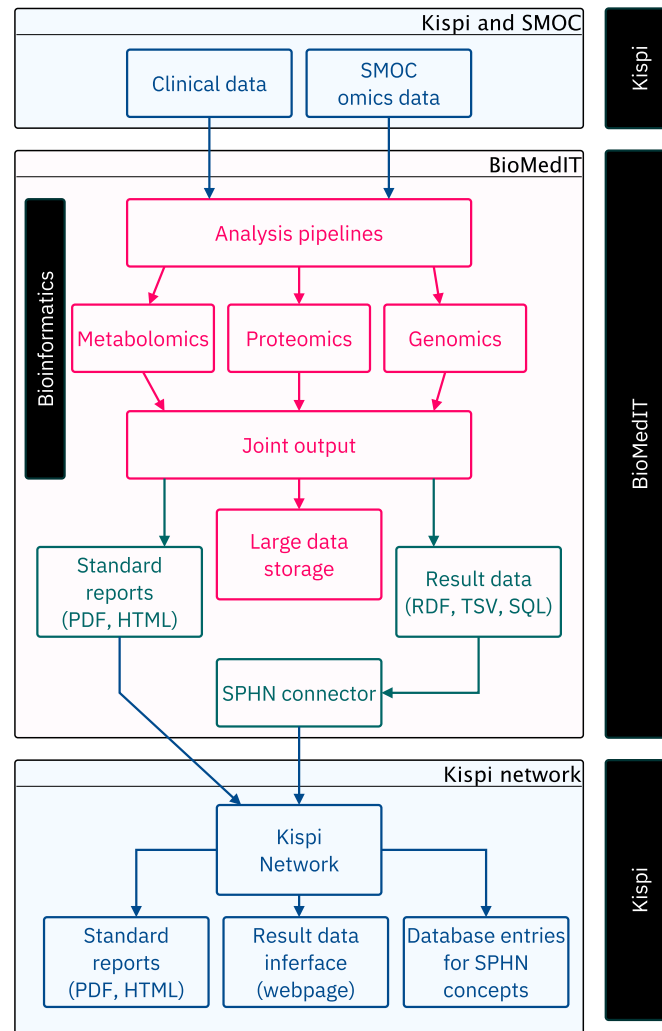 Kispi and SMOC
Kispi
Clinical data
SMOC
omics data
BioMedIT
Bioinformatics
BioMedIT
Analysis pipelines
Metabolomics
Proteomics
Genomics
Joint output
Large data
storage
Standard
reports
(PDF, HTML)
Result data
(RDF, TSV, SQL)
SPHN connector
Kispi network
Kispi
Kispi
Network
Standard
reports
(PDF, HTML)
Result data
inferface
(webpage)
Database entries
for SPHN
concepts